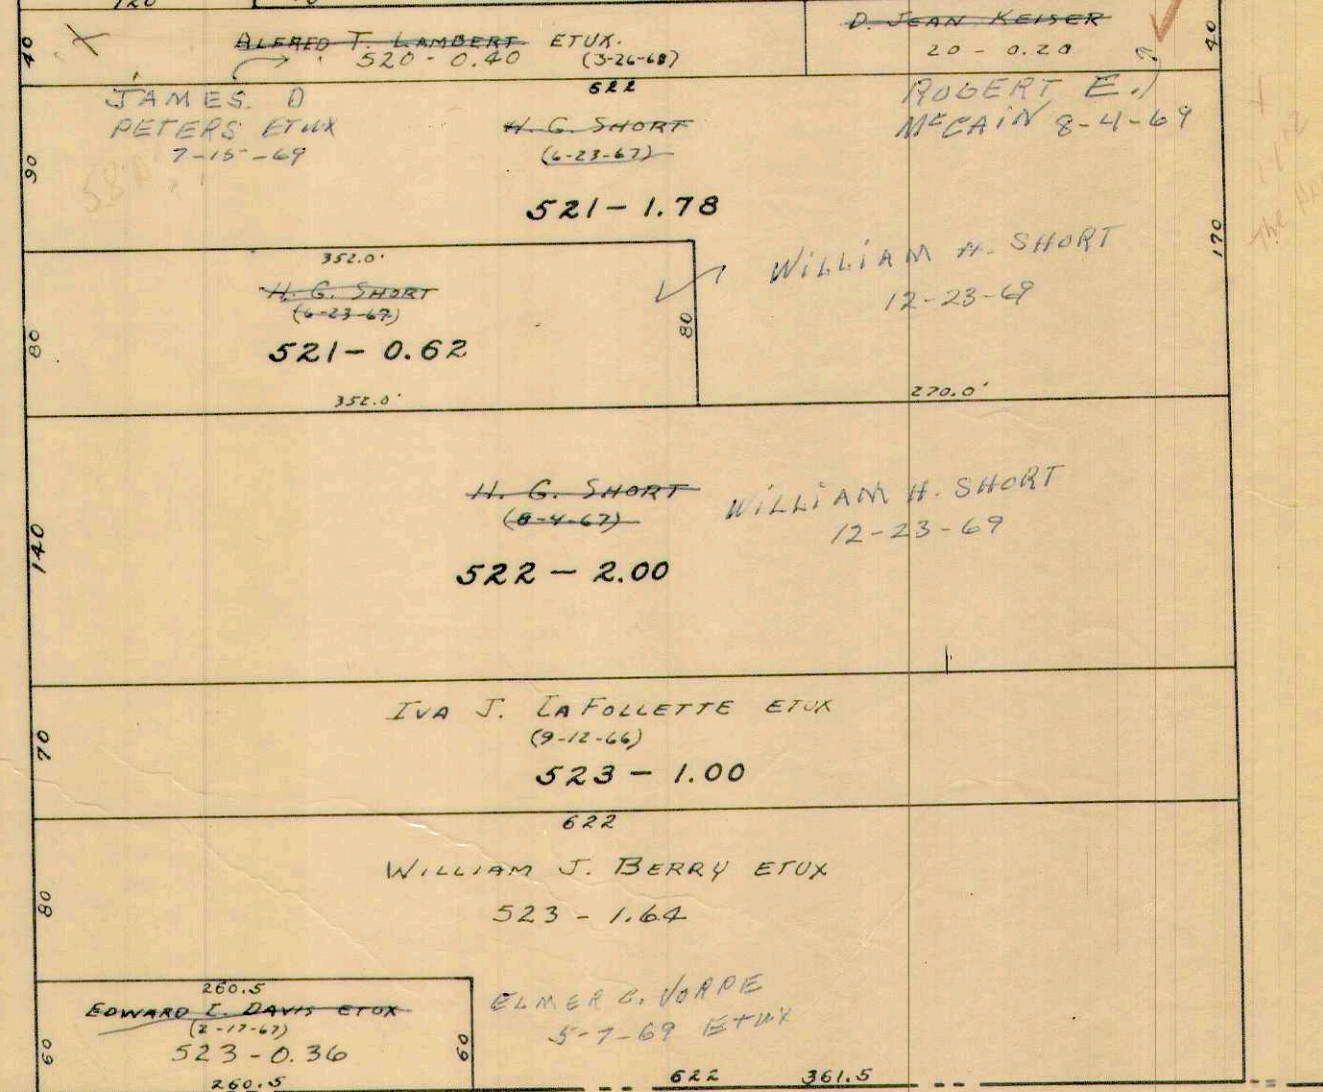 120
D. JEAN KEISER
20 - 0.20
40
40
ALFRED T. LAMBERT ETUX.
520 - 0.40 (3-26-68)
622
JAMES. D
PETERS ETUX
7-15-69
H. G. SHORT
(6-23-67)
521 - 1.78
ROBERT E.
McCAIN 8-4-69
90
170
WILLIAM H. SHORT
12-23-69
352.0'
H. G. SHORT
(6-23-67)
521 - 0.62
80
80
352.0'
270.0'
H. G. SHORT
(8-4-67)
522 - 2.00
WILLIAM H. SHORT
12-23-69
140
IVA J. LAFOLLETTE ETUX
(9-12-66)
523 - 1.00
70
622
WILLIAM J. BERRY ETUX
523 - 1.64
80
260.5
EDWARD E. DAVIS ETUX
(2-17-67)
523 - 0.36
60
60
260.5
ELMER C. VORPE
5-7-69 ETUX
622 361.5